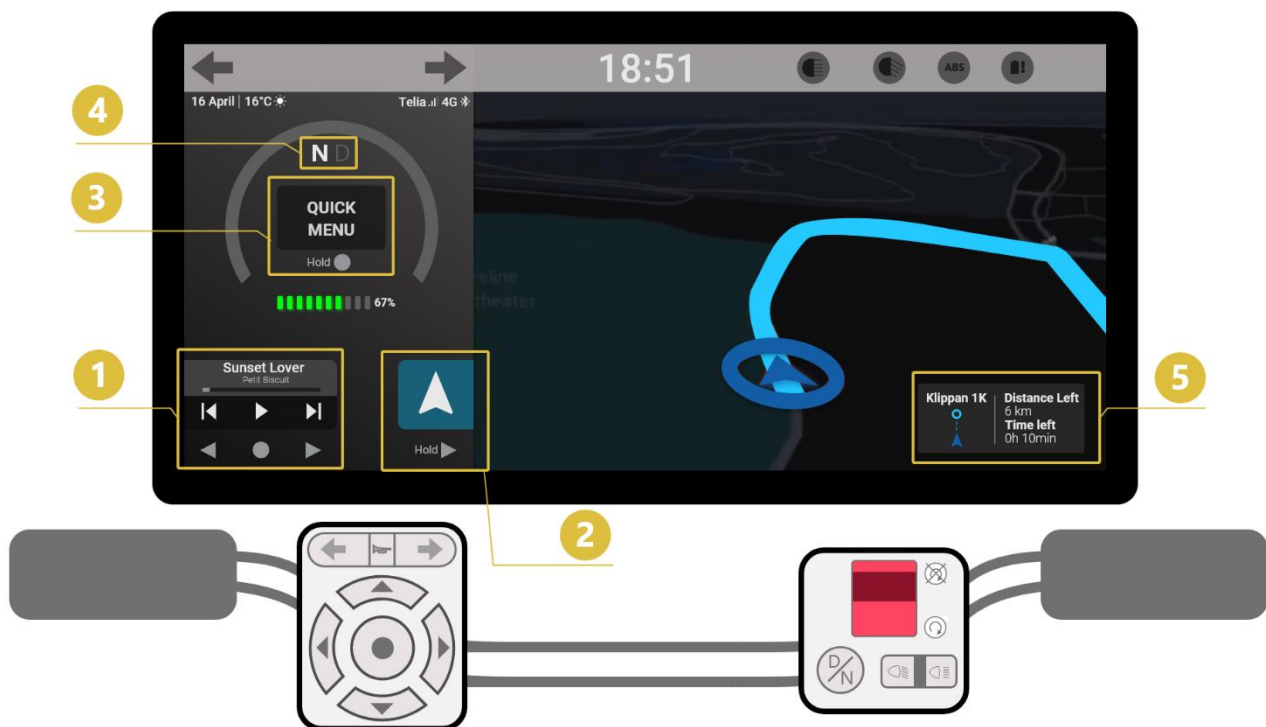 18:51
ABS
16 April | 16°C
Telia 4G
4
N D
3
QUICK
MENU
Hold
67%
1
Sunset Lover
Petit Biscuit
Hold
Klippan 1K
Distance Left
6 km
Time left
0h 10min
5
2
D/N